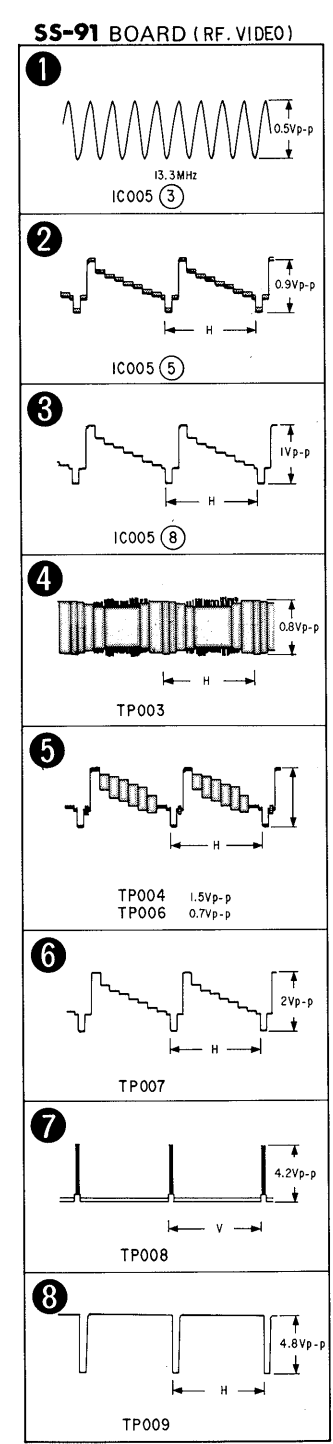 SS-91 BOARD (RF. VIDEO)
1
0.5Vp-p
13.3MHz
IC005 3
2
0.9Vp-p
H
IC005 5
3
1Vp-p
H
IC005 8
4
0.8Vp-p
H
TP003
5
H
TP004 1.5Vp-p
TP006 0.7Vp-p
6
2Vp-p
H
TP007
7
4.2Vp-p
V
TP008
8
4.8Vp-p
H
TP009